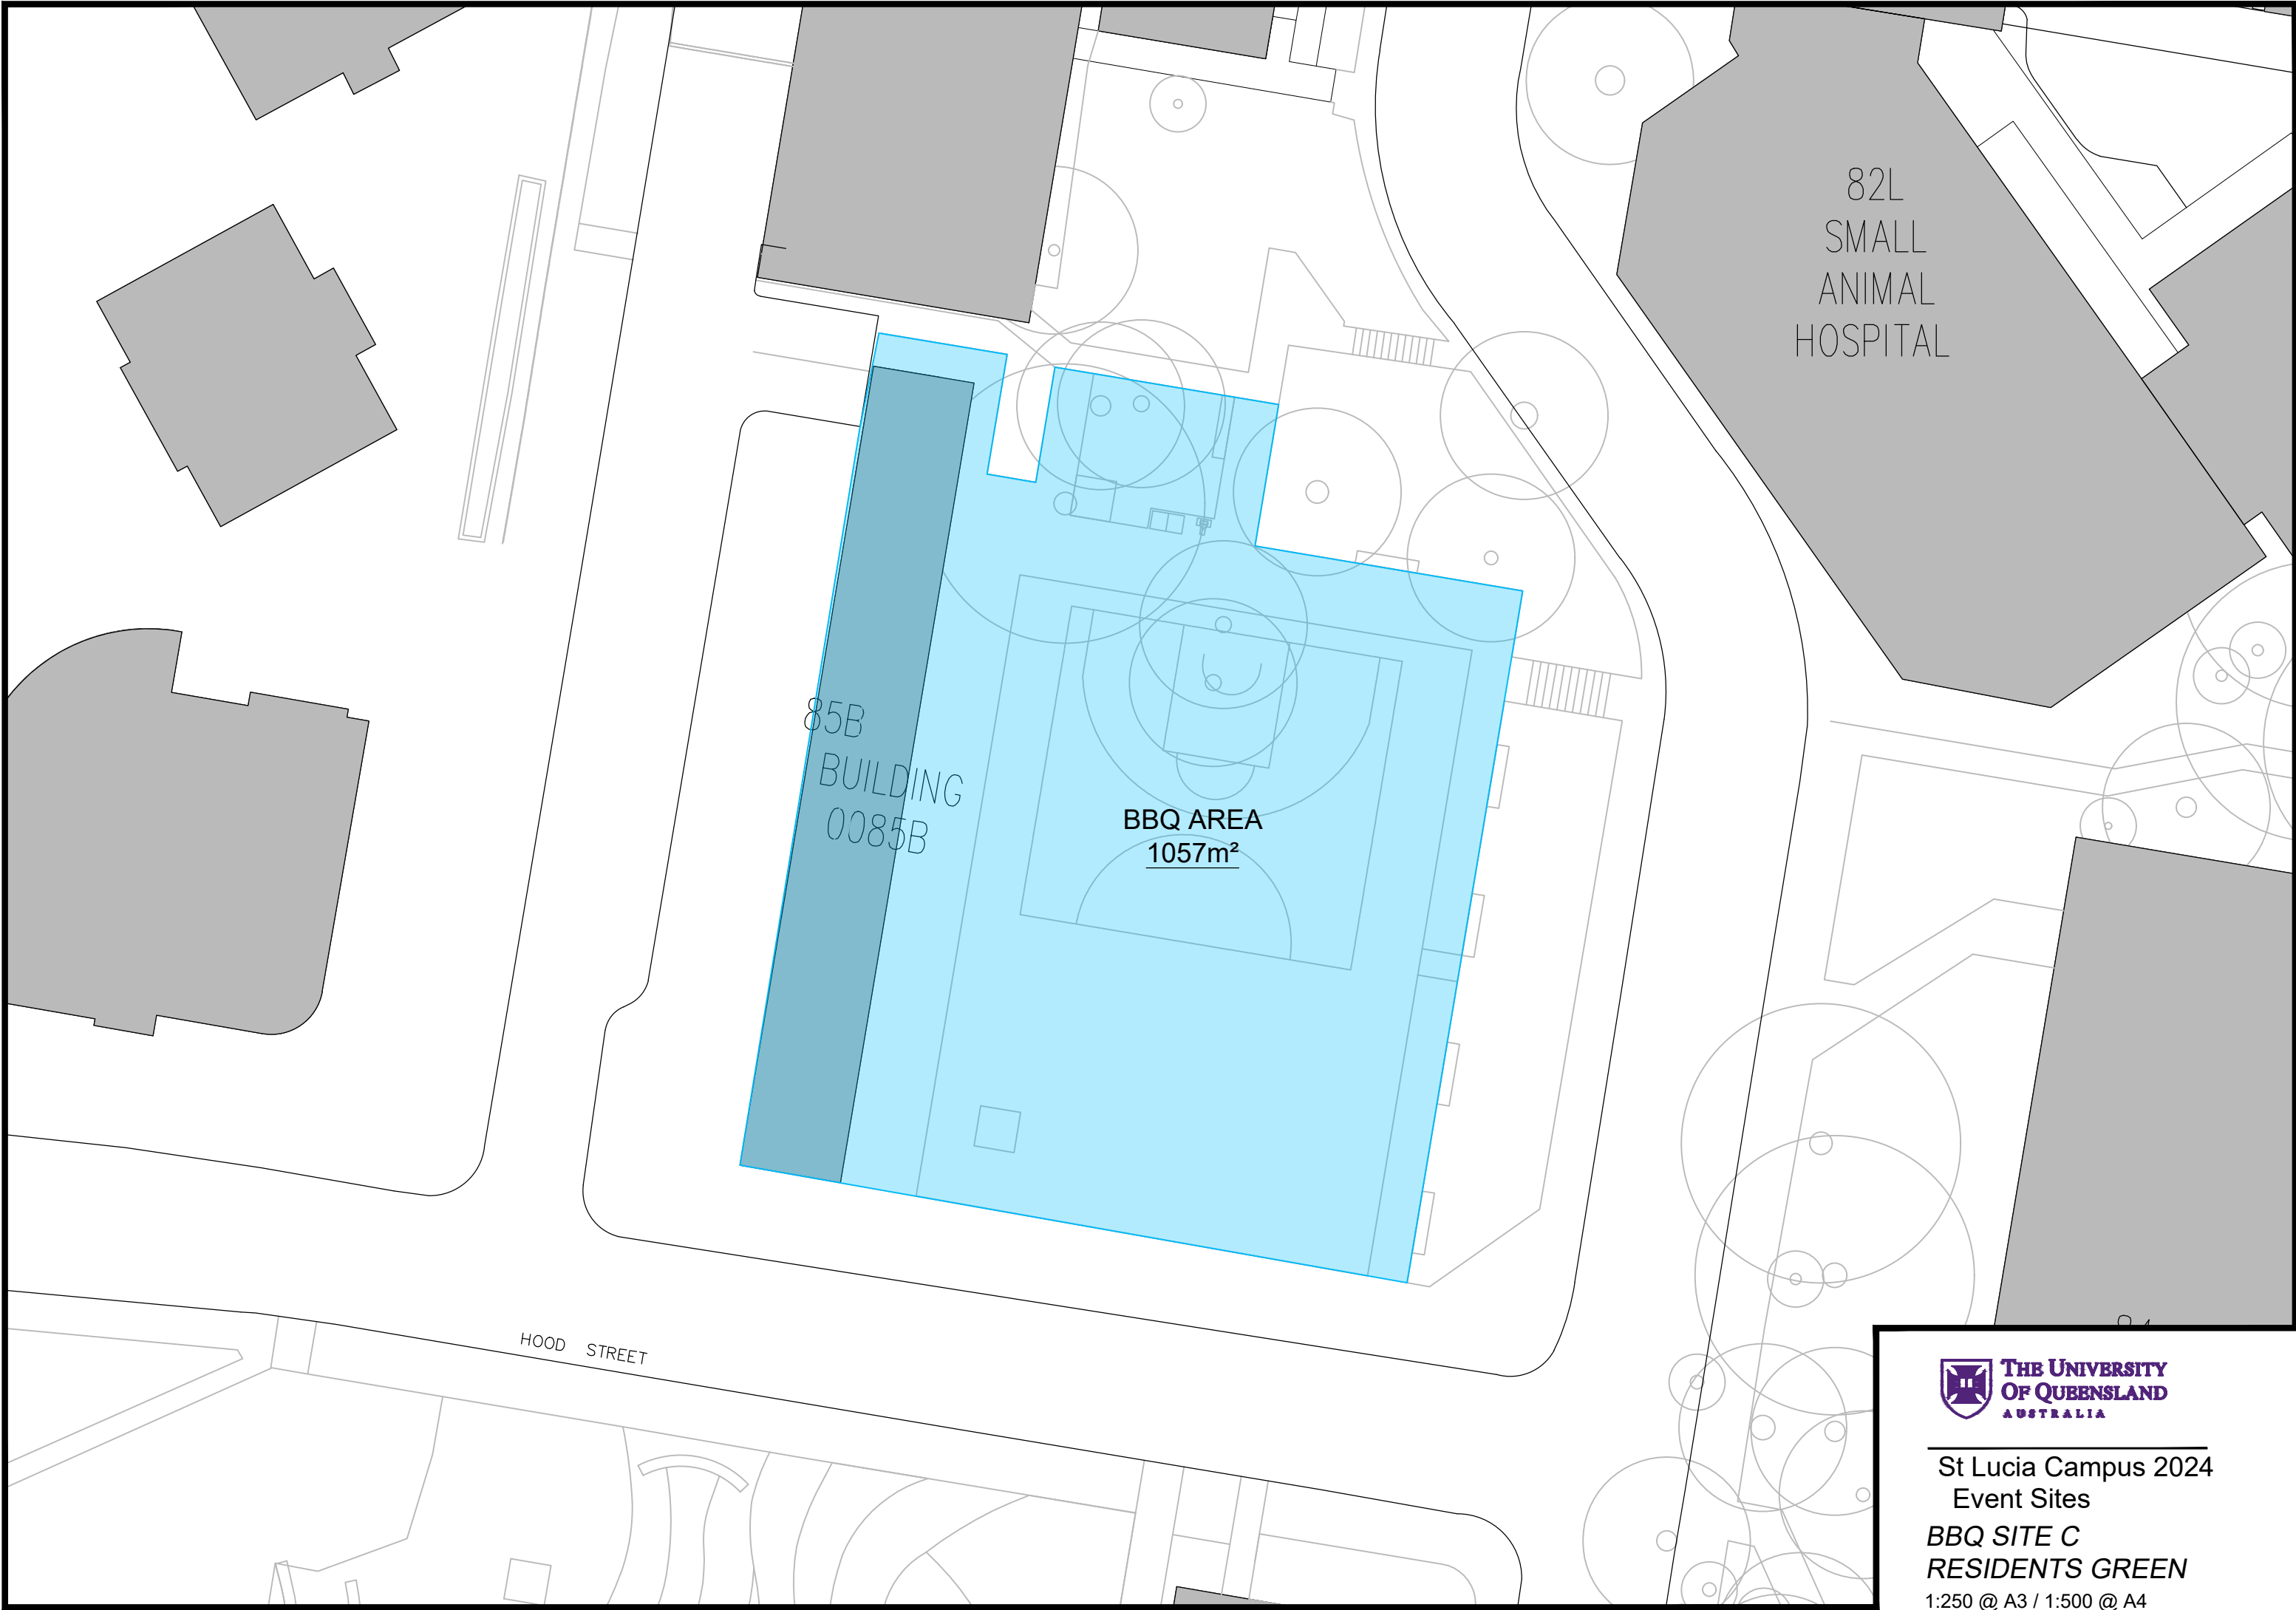 82L
SMALL
ANIMAL
HOSPITAL
85B
BUILDING
0085B
BBQ AREA
1057m²
HOOD STREET
THE UNIVERSITY
OF QUEENSLAND
AUSTRALIA
St Lucia Campus 2024
Event Sites
BBQ SITE C
RESIDENTS GREEN
1:250 @ A3 / 1:500 @ A4